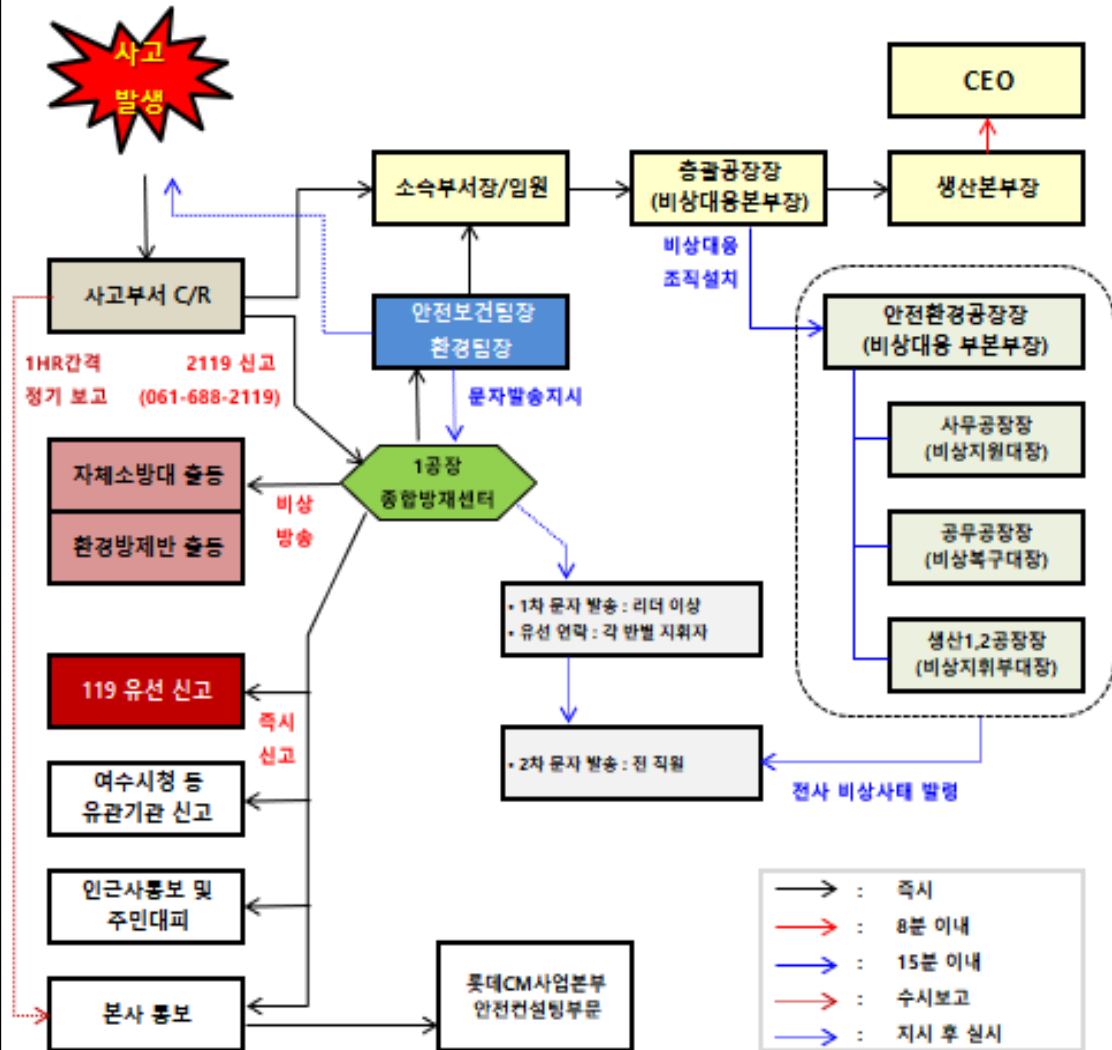 사고
발생
CEO
소속부서장/임원
총괄공장장
(비상대응본부장)
생산본부장
비상대응
조직설치
사고부서 C/R
안전보건팀장
환경팀장
안전환경공장장
(비상대응 부본부장)
1HR간격
정기 보고
2119 신고
(061-688-2119)
문자발송지시
사무공장장
(비상지원대장)
자체소방대 출동
환경방제반 출동
비상
방송
1공장
종합방재센터
공무공장장
(비상복구대장)
• 1차 문자 발송 : 리더 이상
• 유선 연락 : 각 반별 지휘자
생산1,2공장장
(비상지휘부대장)
119 유선 신고
즉시
신고
• 2차 문자 발송 : 전 직원
전사 비상사태 발령
여수시청 등
유관기관 신고
인근사통보 및
주민대피
본사 통보
롯데CM사업본부
안전컨설팅부문
: 즉시
: 8분 이내
: 15분 이내
: 수시보고
: 지시 후 실시